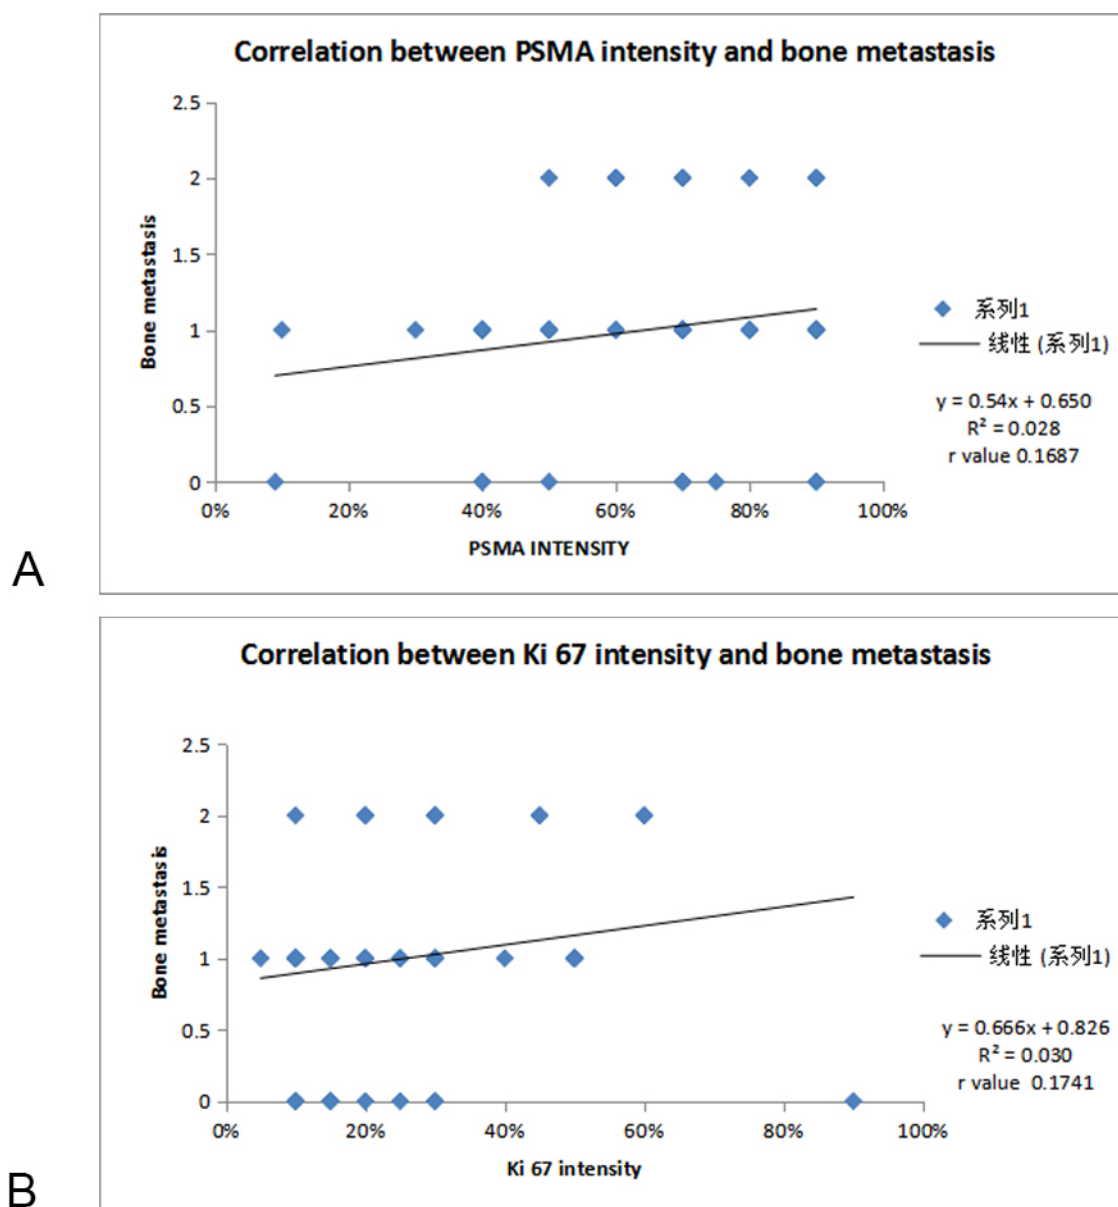 Correlation between PSMA intensity and bone metastasis
2.5
2
1.5
1
0.5
0
Bone metastasis
0%
20%
40%
60%
80%
100%
PSMA INTENSITY
系列1
线性 (系列1)
y = 0.54x + 0.650
R² = 0.028
r value 0.1687
A
Correlation between Ki 67 intensity and bone metastasis
2.5
2
1.5
1
0.5
0
Bone metastasis
0%
20%
40%
60%
80%
100%
Ki 67 intensity
系列1
线性 (系列1)
y = 0.666x + 0.826
R² = 0.030
r value 0.1741
B